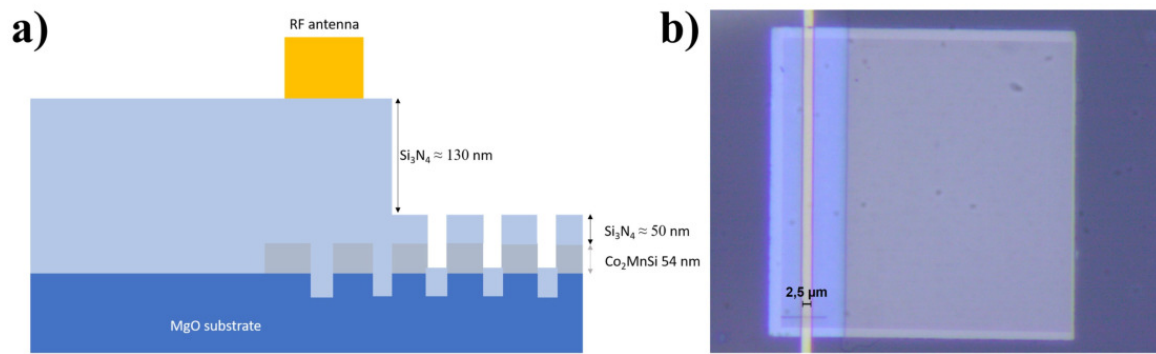 a)
RF antenna
Si₃N₄ ≈ 130 nm
Si₃N₄ ≈ 50 nm
Co₂MnSi 54 nm
MgO substrate
b)
2,5 µm